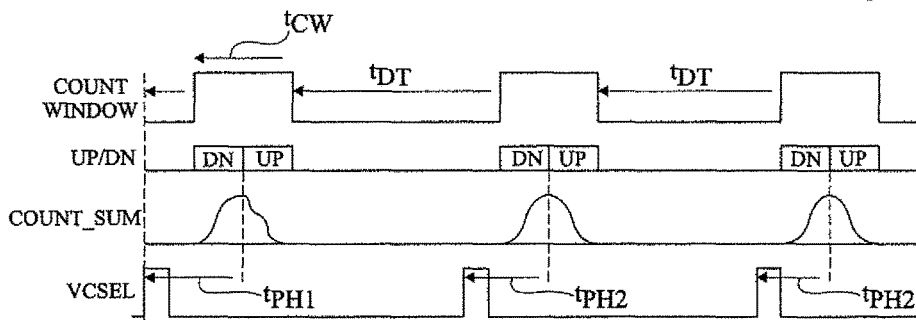 tCW
COUNT WINDOW
tDT
tDT
UP/DN
DN UP
DN UP
DN UP
COUNT_SUM
VCSEL
tPH1
tPH2
tPH2